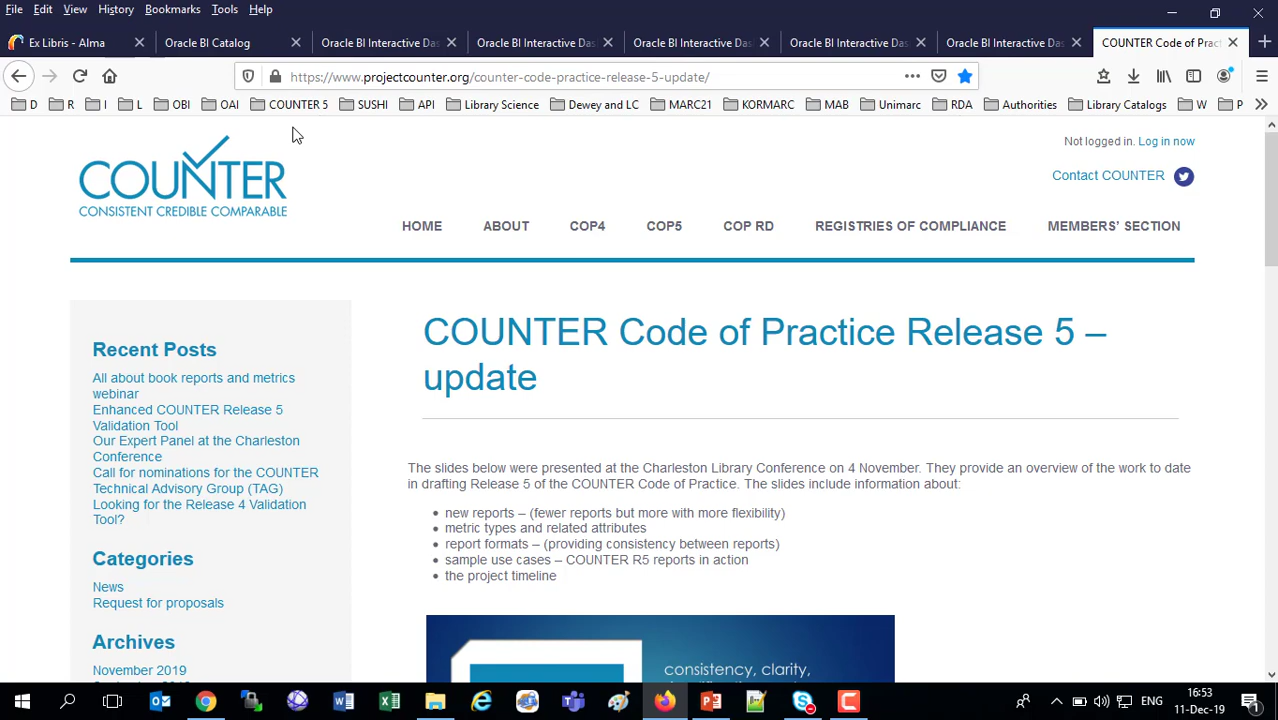 File Edit View History Bookmarks Tools Help
Ex Libris - Alma
Oracle BI Catalog
Oracle BI Interactive Das
Oracle BI Interactive Das
Oracle BI Interactive Das
Oracle BI Interactive Das
Oracle BI Interactive Das
COUNTER Code of Pract
https://www.projectcounter.org/counter-code-practice-release-5-update/
D R I L OBI OAI COUNTER 5 SUSHI API Library Science Dewey and LC MARC21 KORMARC MAB Unimarc RDA Authorities Library Catalogs W P
Not logged in. Log in now
COUNTER
CONSISTENT CREDIBLE COMPARABLE
Contact COUNTER
HOME ABOUT COP4 COP5 COP RD REGISTRIES OF COMPLIANCE MEMBERS' SECTION
Recent Posts
All about book reports and metrics
webinar
Enhanced COUNTER Release 5
Validation Tool
Our Expert Panel at the Charleston
Conference
Call for nominations for the COUNTER
Technical Advisory Group (TAG)
Looking for the Release 4 Validation
Tool?
Categories
News
Request for proposals
Archives
November 2019
COUNTER Code of Practice Release 5 –
update
The slides below were presented at the Charleston Library Conference on 4 November. They provide an overview of the work to date
in drafting Release 5 of the COUNTER Code of Practice. The slides include information about:
new reports – (fewer reports but more with more flexibility)
metric types and related attributes
report formats – (providing consistency between reports)
sample use cases – COUNTER R5 reports in action
the project timeline
consistency, clarity,
ENG
16:53
11-Dec-19